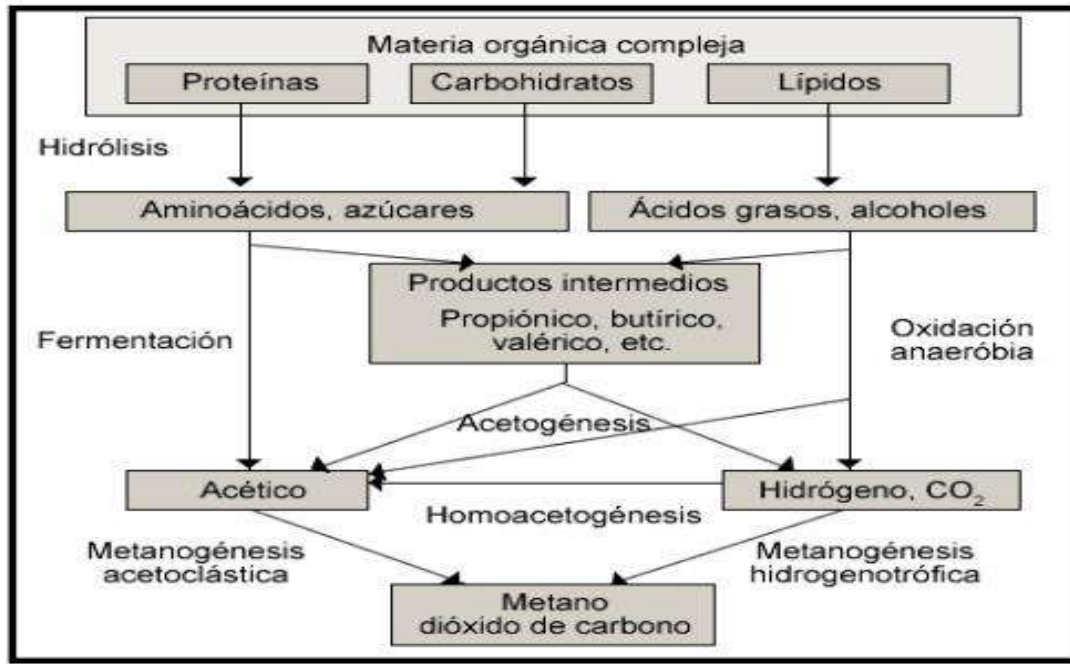 Materia orgánica compleja
Proteínas
Carbohidratos
Lípidos
Hidrólisis
Aminoácidos, azúcares
Ácidos grasos, alcoholes
Productos intermedios
Propiónico, butírico,
valérico, etc.
Fermentación
Oxidación
anaeróbia
Acetogénesis
Acético
Hidrógeno, CO₂
Homoacetogénesis
Metanogénesis
acetoclástica
Metanogénesis
hidrogenotrófica
Metano
dióxido de carbono